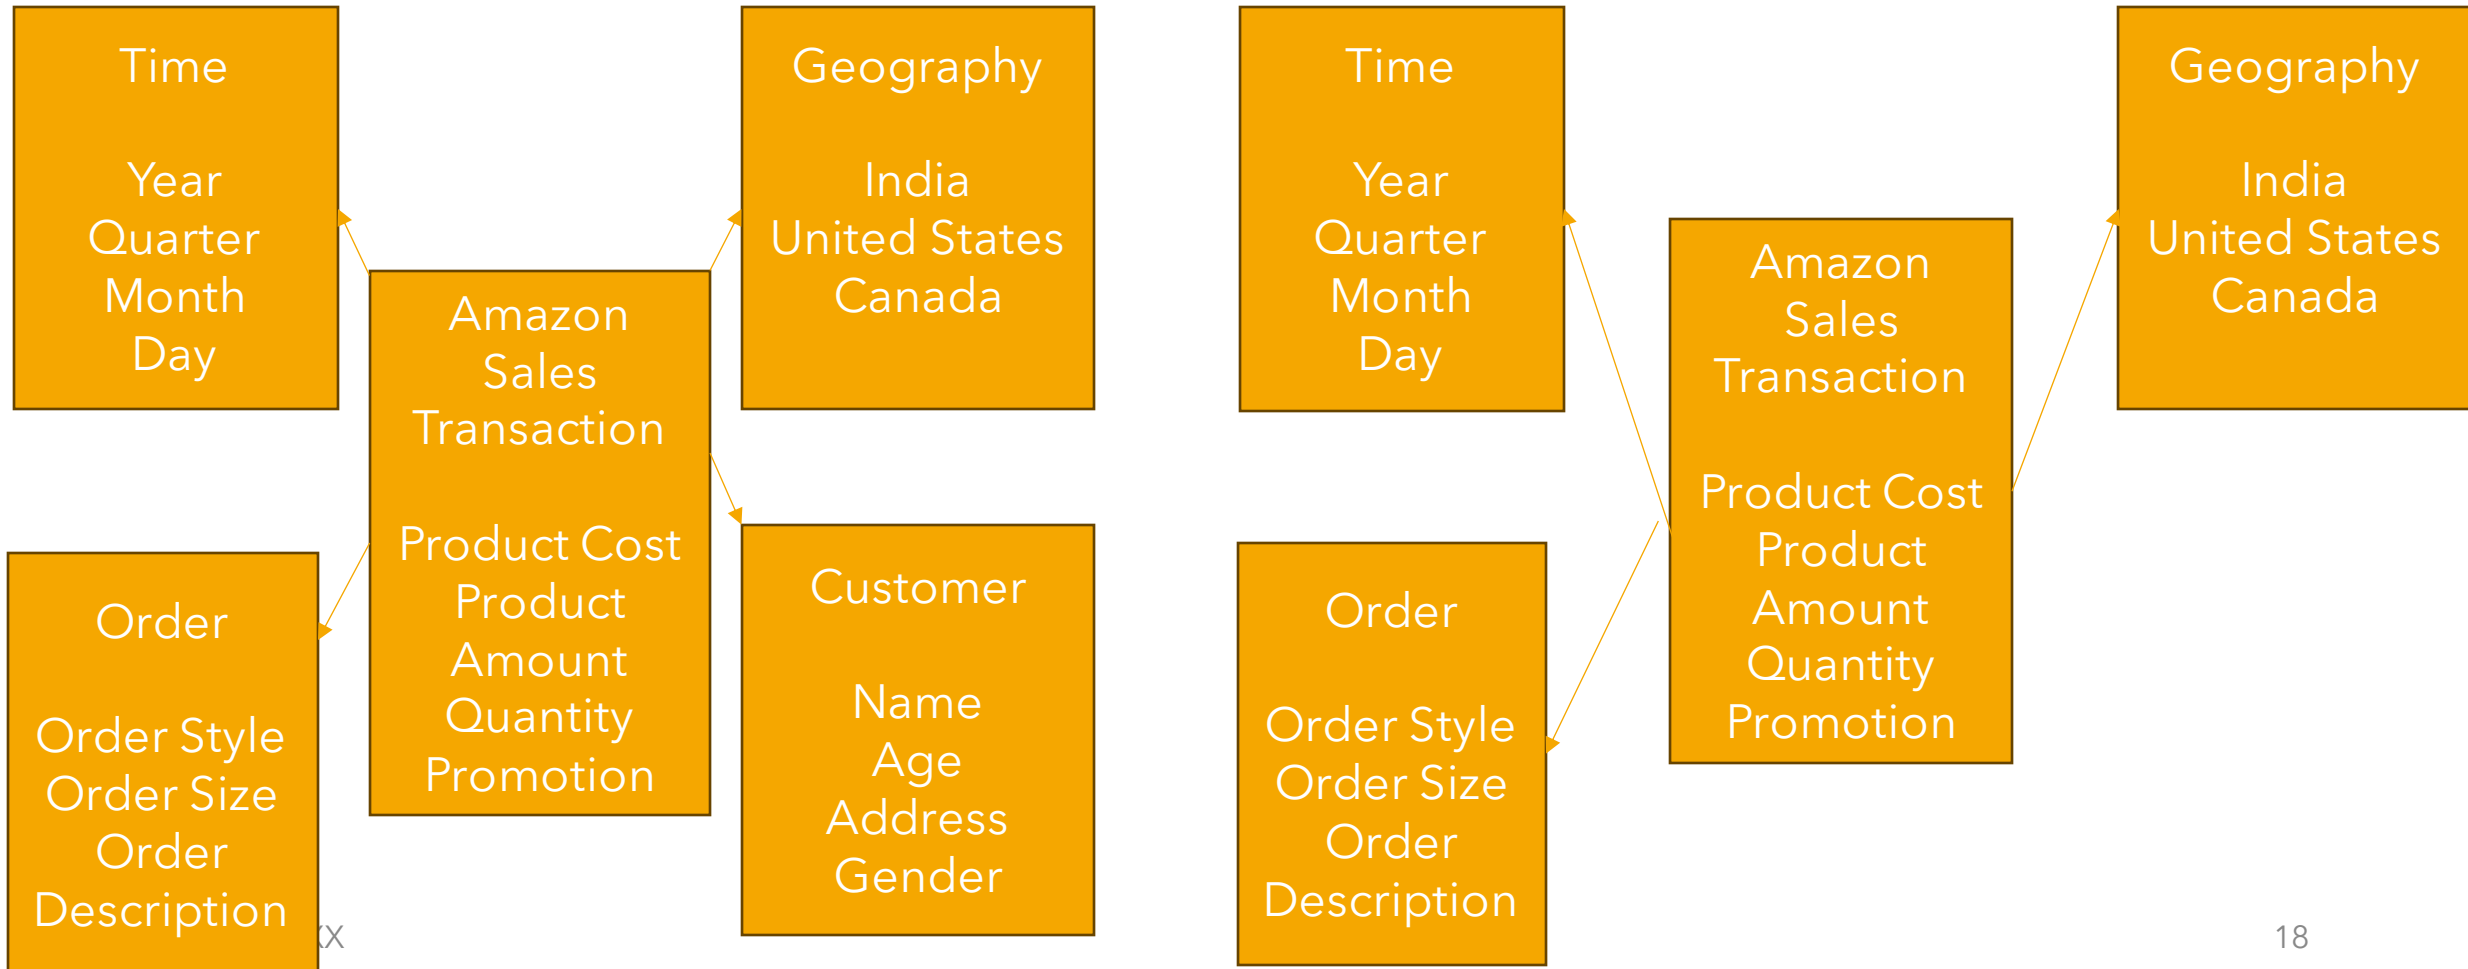 Time
Year
Quarter
Month
Day
Geography
India
United States
Canada
Amazon
Sales
Transaction
Product Cost
Product
Amount
Quantity
Promotion
Order
Order Style
Order Size
Order
Description
Customer
Name
Age
Address
Gender
Time
Year
Quarter
Month
Day
Geography
India
United States
Canada
Amazon
Sales
Transaction
Product Cost
Product
Amount
Quantity
Promotion
Order
Order Style
Order Size
Order
Description
18